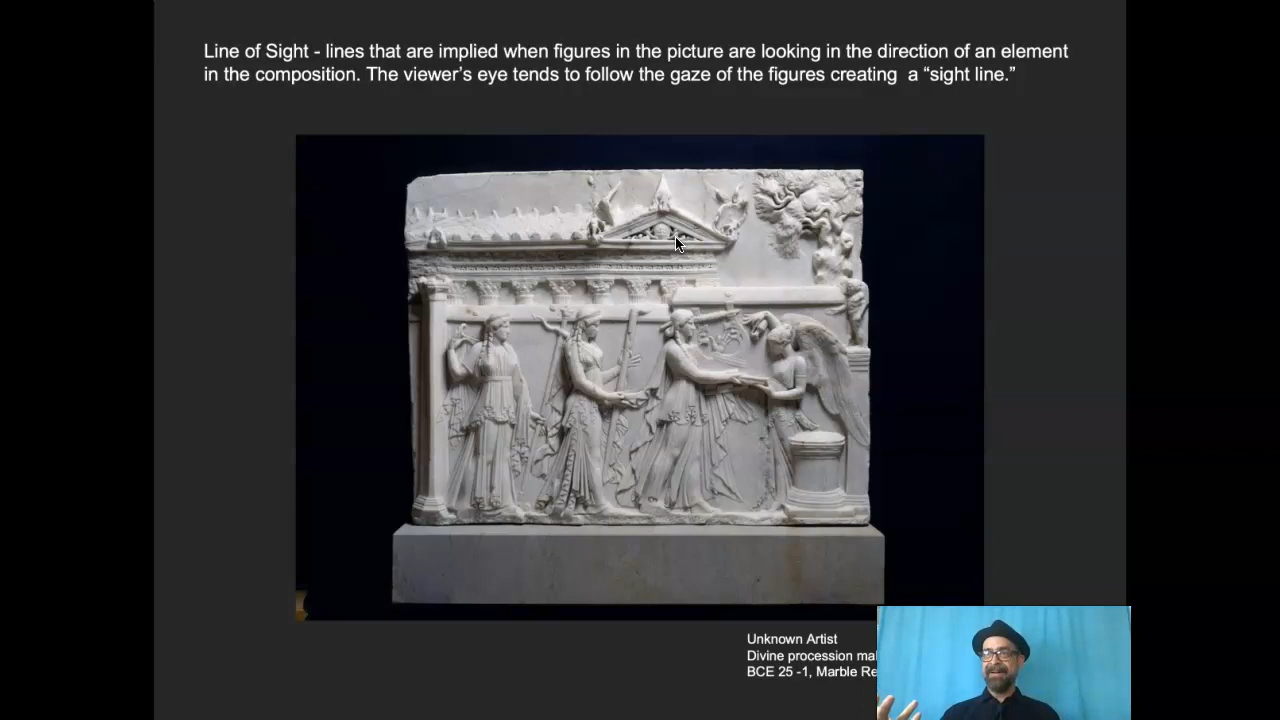 Line of Sight - lines that are implied when figures in the picture are looking in the direction of an element
in the composition. The viewer’s eye tends to follow the gaze of the figures creating  a “sight line.”
Unknown Artist
Divine procession
BCE 25 -1, Marble